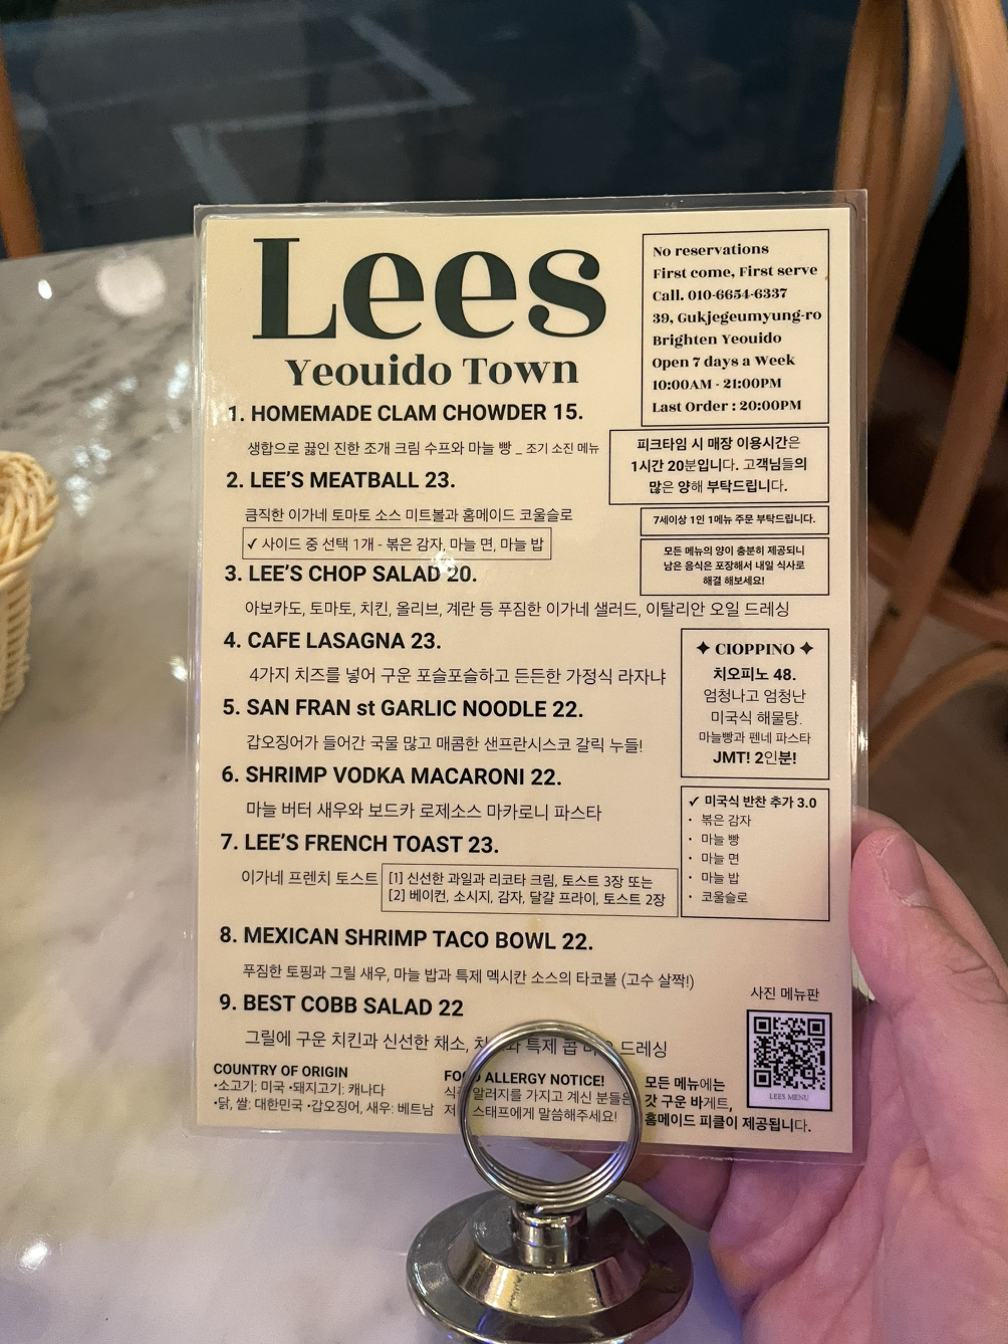 Lees
Yeouido Town
No reservations
First come, First serve
Call. 010-6654-6337
39, Gukjegeumyung-ro
Brighten Yeouido
Open 7 days a Week
10:00AM - 21:00PM
Last Order : 20:00PM
피크타임 시 매장 이용시간은
1시간 20분입니다. 고객님들의
많은 양해 부탁드립니다.
7세이상 1인 1메뉴 주문 부탁드립니다.
모든 메뉴의 양이 충분히 제공되니
남은 음식은 포장해서 내일 식사로
해결 해보세요!
1. HOMEMADE CLAM CHOWDER 15.
생합으로 끓인 진한 조개 크림 수프와 마늘 빵 _ 조기 소진 메뉴
2. LEE'S MEATBALL 23.
큼직한 이가네 토마토 소스 미트볼과 홈메이드 코울슬로
✓ 사이드 중 선택 1개 - 볶은 감자, 마늘 면, 마늘 밥
3. LEE'S CHOP SALAD 20.
아보카도, 토마토, 치킨, 올리브, 계란 등 푸짐한 이가네 샐러드, 이탈리안 오일 드레싱
4. CAFE LASAGNA 23.
4가지 치즈를 넣어 구운 포슬포슬하고 든든한 가정식 라자냐
5. SAN FRAN st GARLIC NOODLE 22.
갑오징어가 들어간 국물 많고 매콤한 샌프란시스코 갈릭 누들!
6. SHRIMP VODKA MACARONI 22.
마늘 버터 새우와 보드카 로제소스 마카로니 파스타
7. LEE'S FRENCH TOAST 23.
이가네 프렌치 토스트
[1] 신선한 과일과 리코타 크림, 토스트 3장 또는
[2] 베이컨, 소시지, 감자, 달걀 프라이, 토스트 2장
8. MEXICAN SHRIMP TACO BOWL 22.
푸짐한 토핑과 그릴 새우, 마늘 밥과 특제 멕시칸 소스의 타코볼 (고수 살짝!)
9. BEST COBB SALAD 22
그릴에 구운 치킨과 신선한 채소, 특제 콥 드레싱
✦ CIOPPINO ✦
치오피노 48.
엄청나고 엄청난
미국식 해물탕.
마늘빵과 펜네 파스타
JMT! 2인분!
✓ 미국식 반찬 추가 3.0
• 볶은 감자
• 마늘 빵
• 마늘 면
• 마늘 밥
• 코울슬로
사진 메뉴판
LEES MENU
COUNTRY OF ORIGIN
•소고기: 미국 •돼지고기: 캐나다
•닭, 쌀: 대한민국 •갑오징어, 새우: 베트남
FOOD ALLERGY NOTICE!
알러지를 가지고 계신 분들은
스태프에게 말씀해주세요!
모든 메뉴에는
갓 구운 바게트,
홈메이드 피클이 제공됩니다.